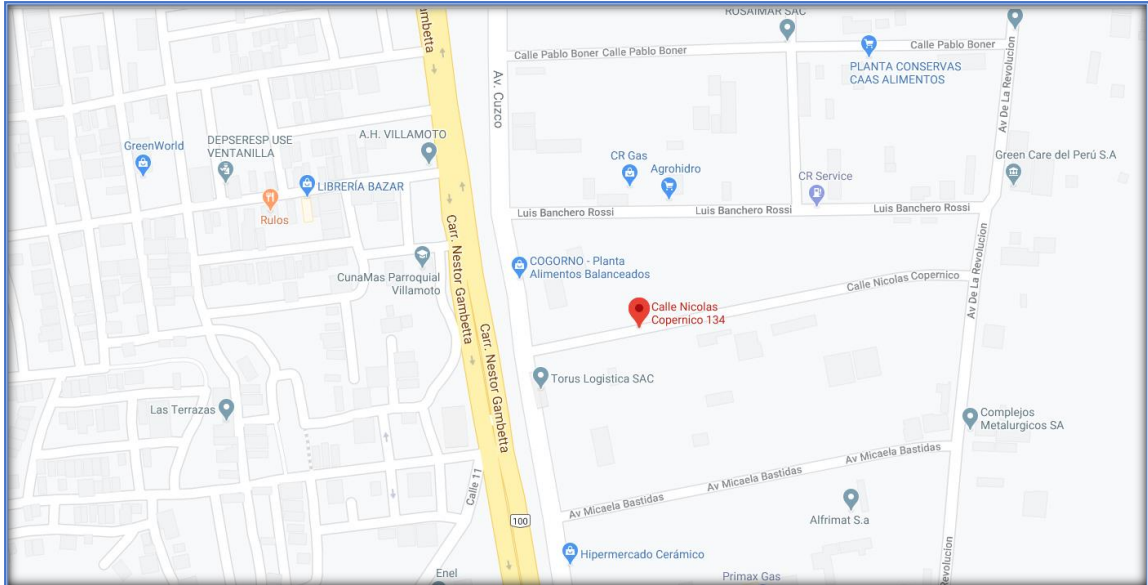 ROSAIMAR SAC
Calle Pablo Boner Calle Pablo Boner
Calle Pablo Boner
PLANTA CONSERVAS
CAAS ALIMENTOS
Av. Cuzco
Av De La Revolucion
mbetta
GreenWorld
DEPSERESP USE
VENTANILLA
A.H. VILLAMOTO
LIBRERÍA BAZAR
Rulos
CR Gas
Agrohidro
CR Service
Green Care del Perú S.A
Luis Banchero Rossi
Luis Banchero Rossi
Luis Banchero Rossi
Carr. Nestor Gambetta
CunaMas Parroquial
Villamoto
COGORNO - Planta
Alimentos Balanceados
Calle Nicolas Copernico
Calle Nicolas
Copernico 134
Av De La Revolucion
Carr. Nestor Gambetta
Torus Logistica SAC
Las Terrazas
Complejos
Metalurgicos SA
Av Micaela Bastidas
Av Micaela Bastidas
Av Micaela Bastidas
Calle 11
100
Alfrimat S.a
Hipermercado Cerámico
Enel
Primax Gas
evolucion